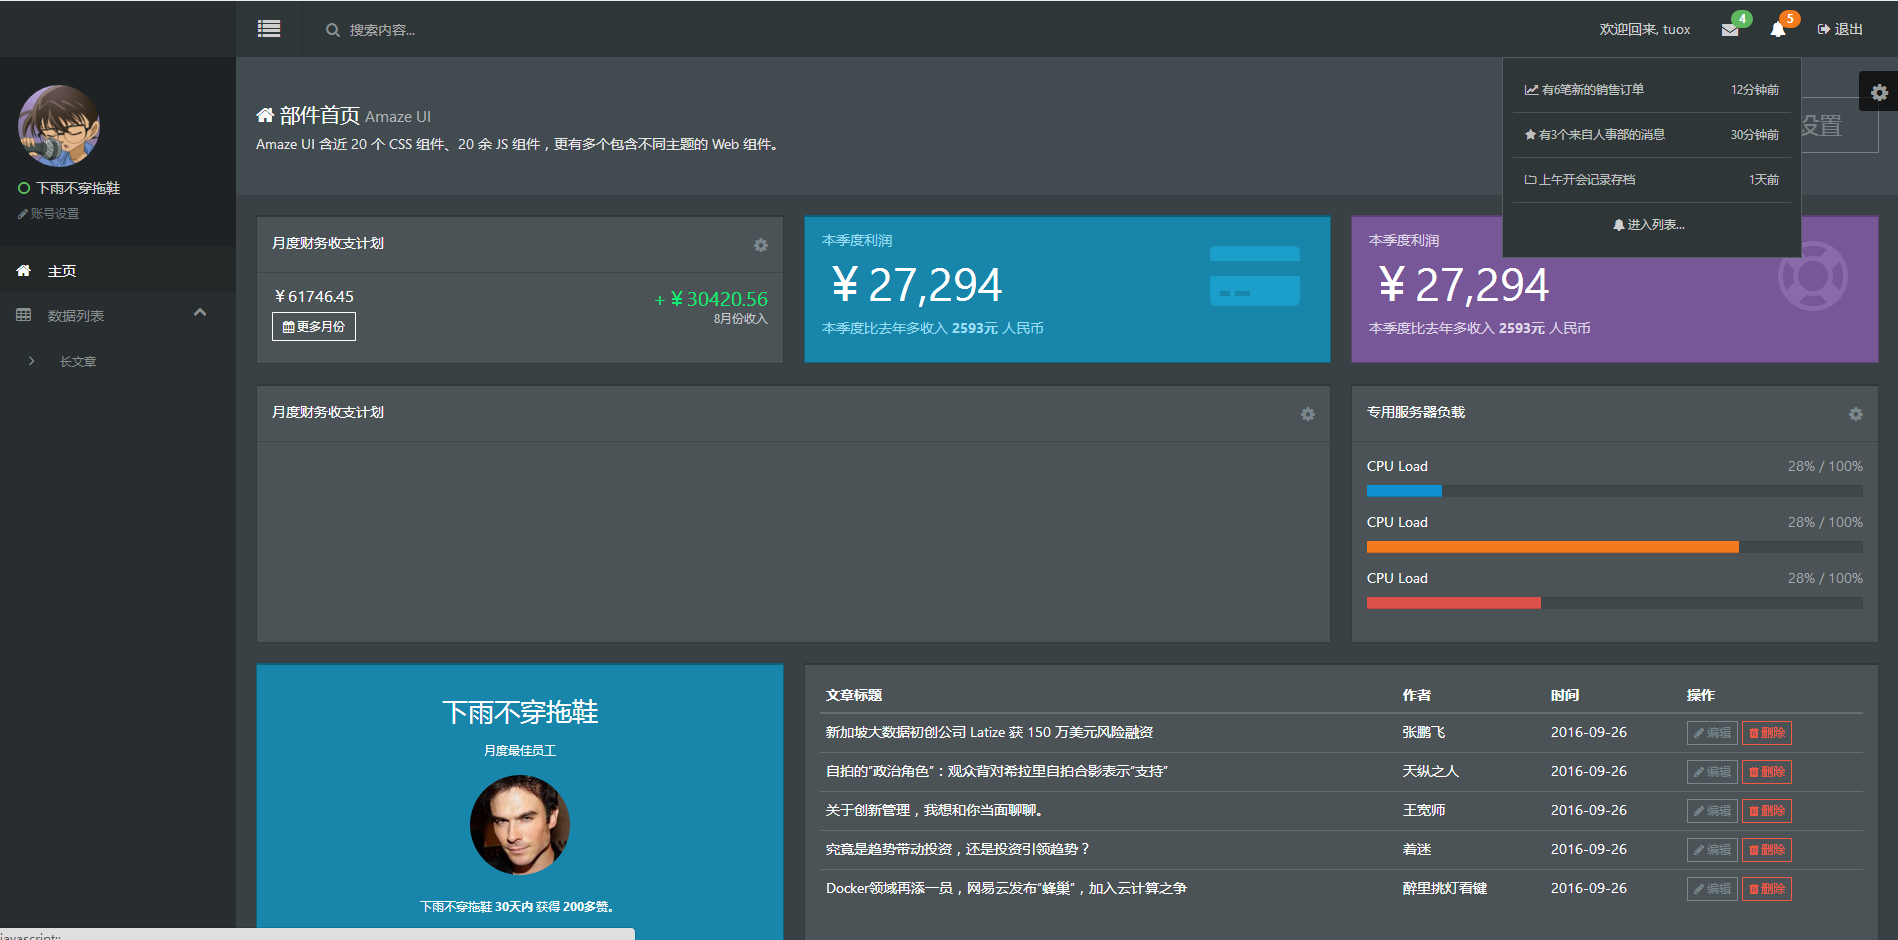 搜索内容...
欢迎回来, tuox
4
5
退出
下雨不穿拖鞋
账号设置
主页
数据列表
长文章
部件首页 Amaze UI
Amaze UI 含近 20 个 CSS 组件、20 余 JS 组件，更有多个包含不同主题的 Web 组件。
设置
有6笔新的销售订单 12分钟前
有3个来自人事部的消息 30分钟前
上午开会记录存档 1天前
进入列表...
月度财务收支计划
￥61746.45
更多月份
+￥30420.56
8月份收入
本季度利润
￥27,294
本季度比去年多收入 2593元 人民币
本季度利润
￥27,294
本季度比去年多收入 2593元 人民币
月度财务收支计划
专用服务器负载
CPU Load 28% / 100%
CPU Load 28% / 100%
CPU Load 28% / 100%
下雨不穿拖鞋
月度最佳员工
下雨不穿拖鞋 30天内 获得 200多赞。
文章标题 作者 时间 操作
新加坡大数据初创公司 Latize 获 150 万美元风险融资 张鹏飞 2016-09-26 编辑 删除
自拍的"政治角色"：观众背对希拉里自拍合影表示"支持" 天纵之人 2016-09-26 编辑 删除
关于创新管理，我想和你当面聊聊。 王宽师 2016-09-26 编辑 删除
究竟是趋势带动投资，还是投资引领趋势？ 着迷 2016-09-26 编辑 删除
Docker领域再添一员，网易云发布"蜂巢"，加入云计算之争 醉里挑灯看键 2016-09-26 编辑 删除
javascript:;